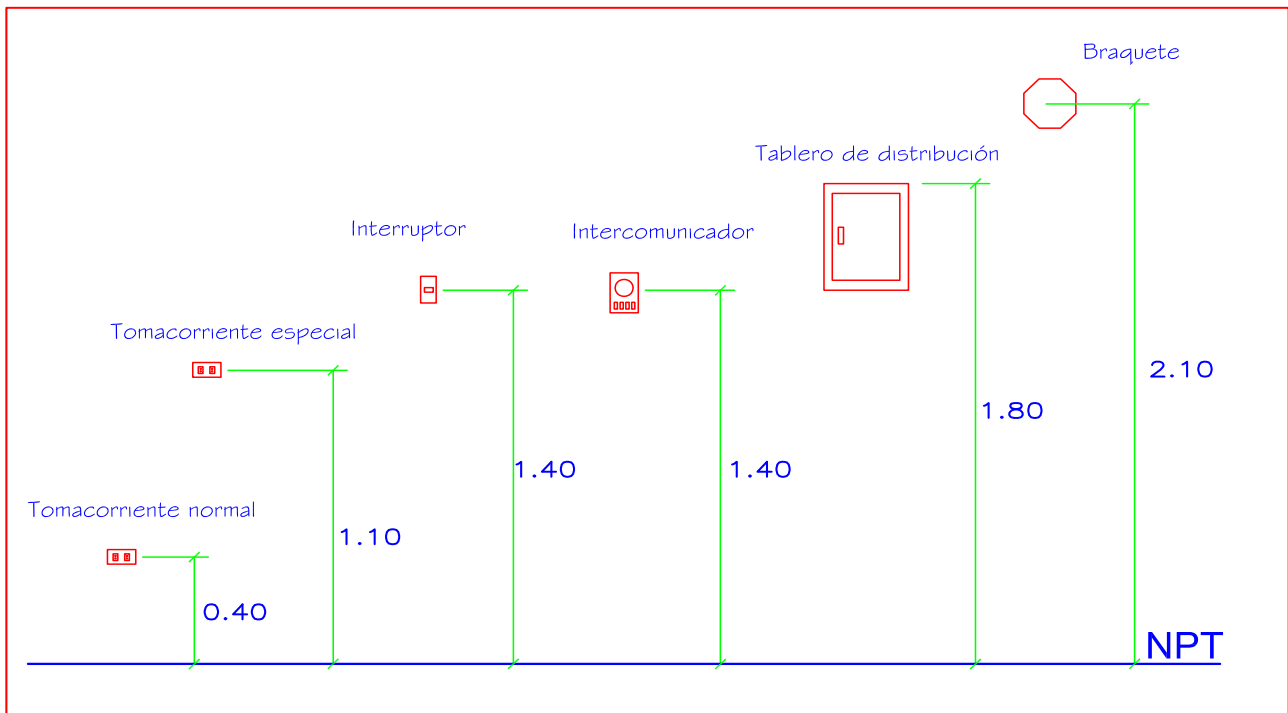 Braquete
Tablero de distribución
Interruptor
Intercomunicador
Tomacorriente especial
2.10
1.80
1.40
1.40
Tomacorriente normal
1.10
0.40
NPT